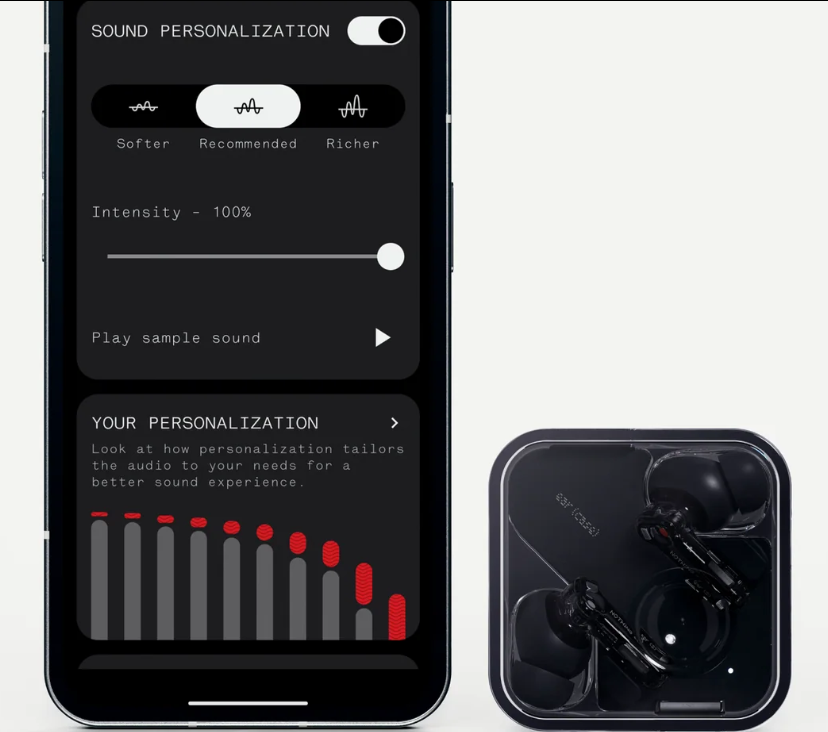 SOUND PERSONALIZATION
Softer Recommended Richer
Intensity - 100%
Play sample sound
YOUR PERSONALIZATION
Look at how personalization tailors
the audio to your needs for a
better sound experience.
ear (case)
NOTHING